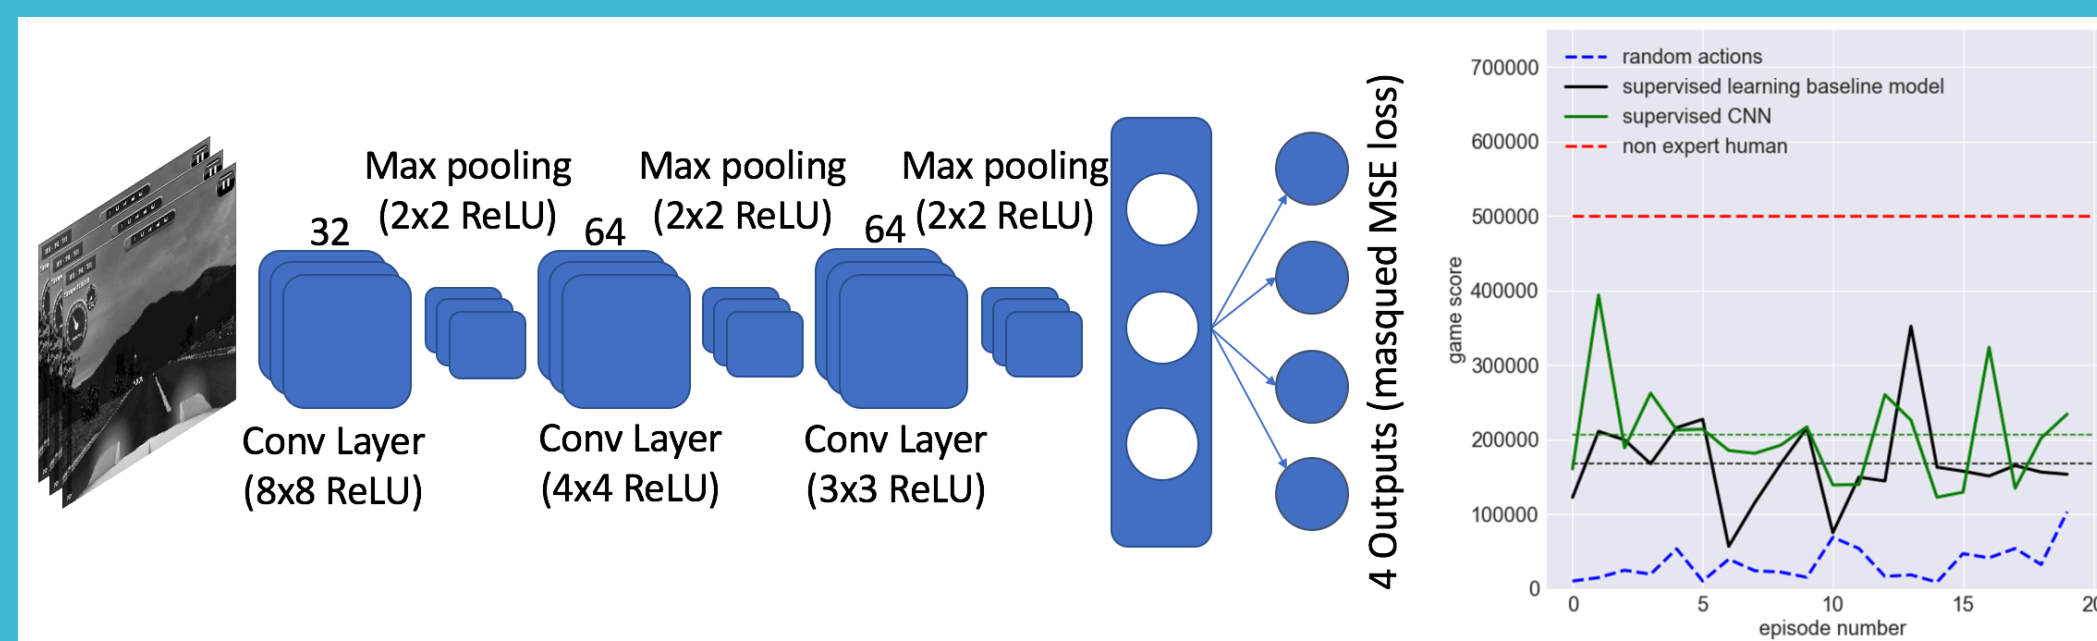 Max pooling
(2x2 ReLU)
Max pooling
(2x2 ReLU)
Max pooling
(2x2 ReLU)
32
64
64
Conv Layer
(8x8 ReLU)
Conv Layer
(4x4 ReLU)
Conv Layer
(3x3 ReLU)
4 Outputs (masqued MSE loss)
random actions
supervised learning baseline model
supervised CNN
non expert human
game score
700000
600000
500000
400000
300000
200000
100000
0
0 5 10 15
episode number